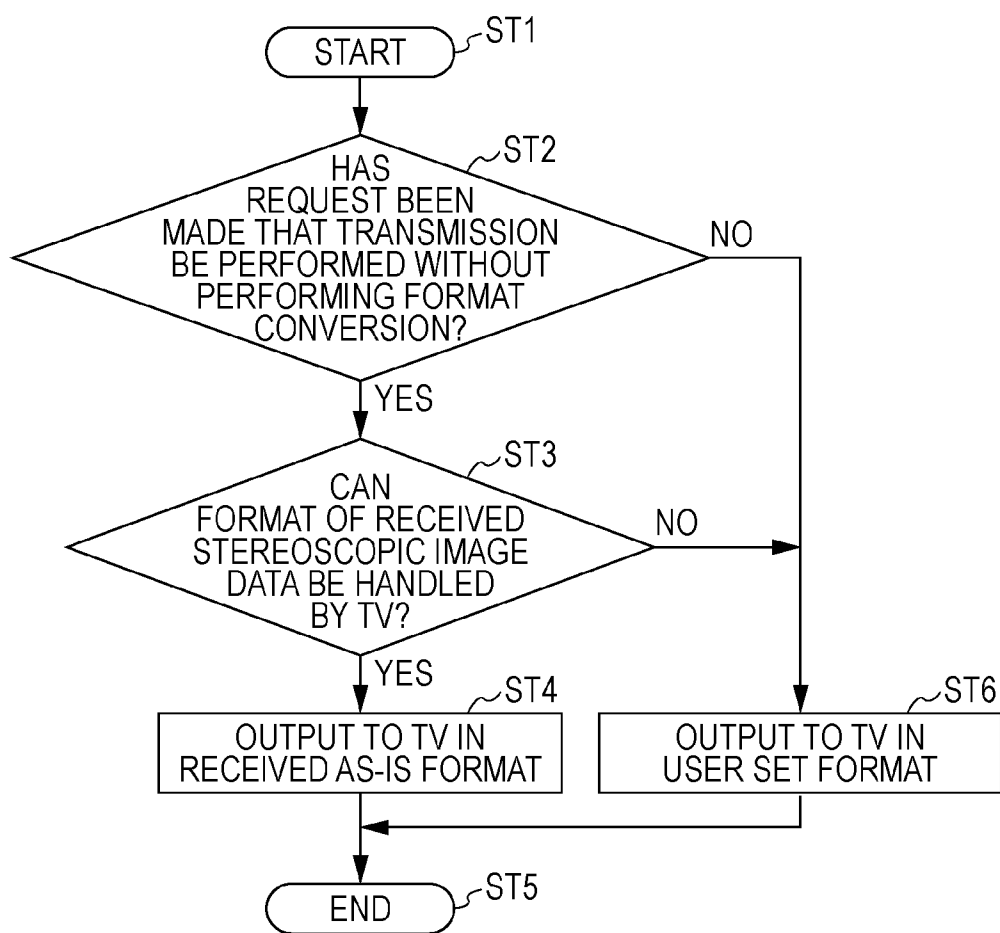 START
ST1
ST2
HAS
REQUEST BEEN
MADE THAT TRANSMISSION
BE PERFORMED WITHOUT
PERFORMING FORMAT
CONVERSION?
NO
YES
ST3
CAN
FORMAT OF RECEIVED
STEREOSCOPIC IMAGE
DATA BE HANDLED
BY TV?
NO
YES
ST4
OUTPUT TO TV IN
RECEIVED AS-IS FORMAT
ST6
OUTPUT TO TV IN
USER SET FORMAT
END
ST5